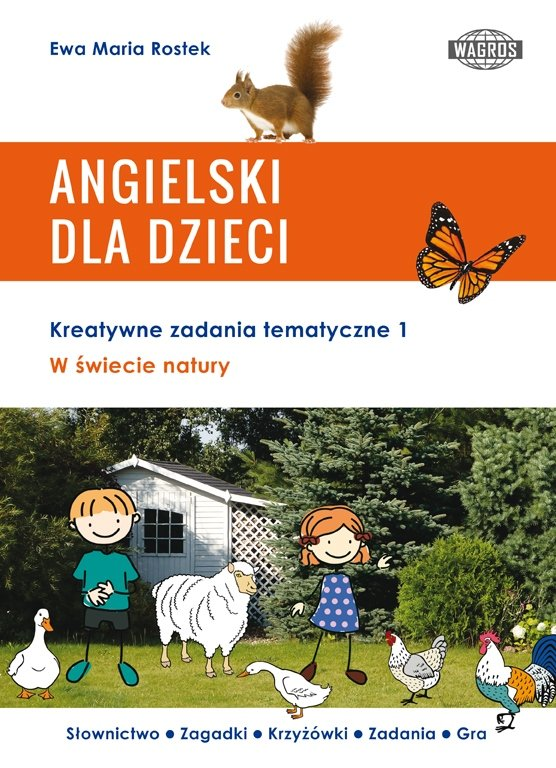 Ewa Maria Rostek
WAGROS
ANGIELSKI
DLA DZIECI
Kreatywne zadania tematyczne 1
W świecie natury
Słownictwo ● Zagadki ● Krzyżówki ● Zadania ● Gra